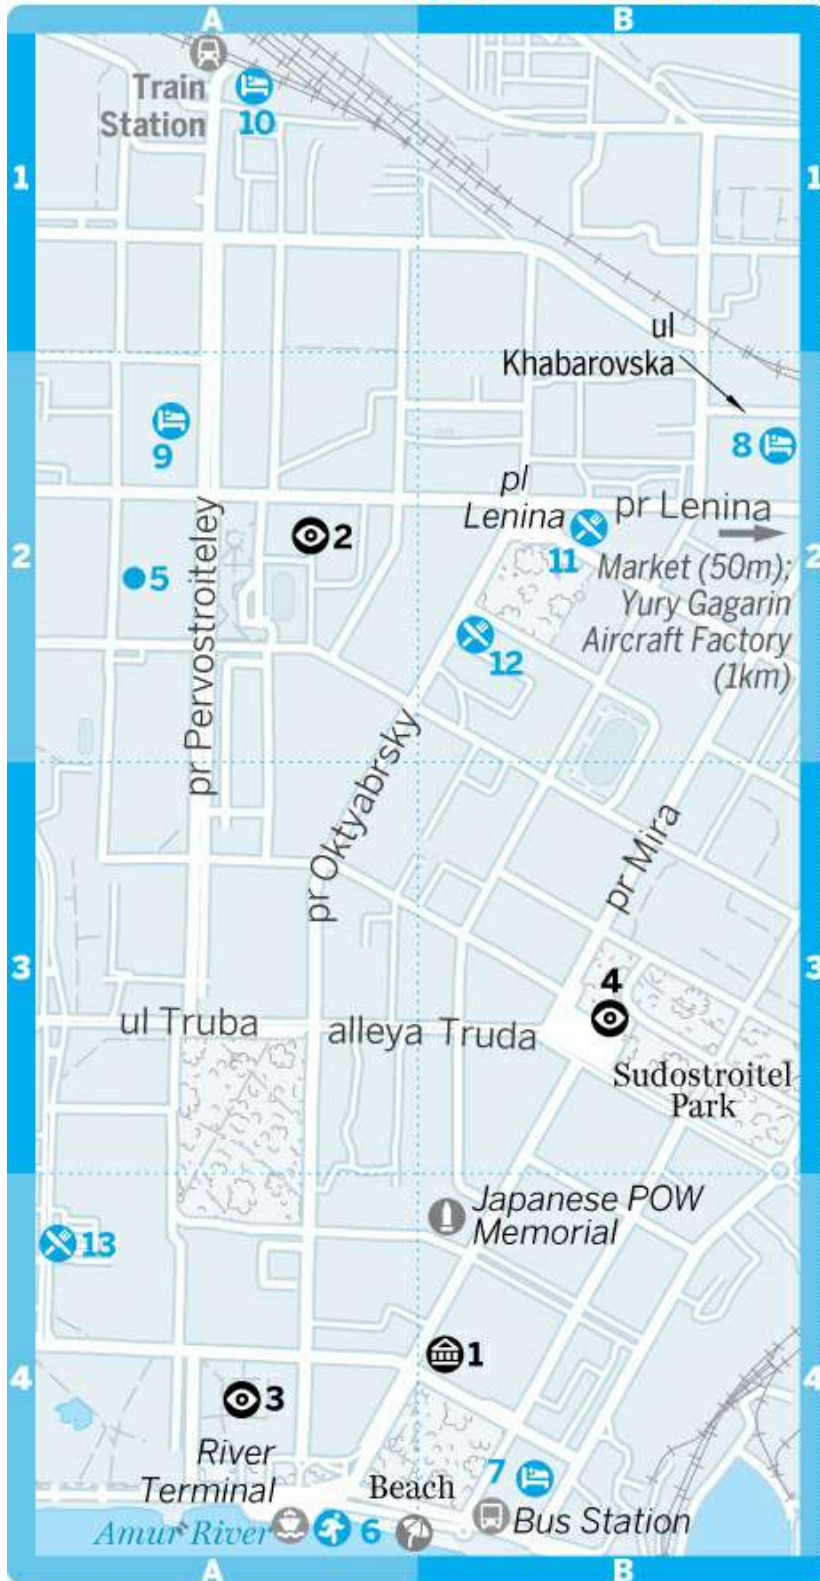 A
B
Train
Station
10
1
1
ul
Khabarovska
9
8
pl
Lenina
pr Lenina
2
11
2
2
5
Market (50m);
Yury Gagarin
Aircraft Factory
(1km)
12
pr Pervostroiteley
pr Oktyabrsky
pr Mira
3
3
4
ul Truba
alleya Truda
Sudostroitel
Park
Japanese POW
Memorial
13
1
4
4
3
River
Terminal
Beach
7
Amur River
6
Bus Station
A
B